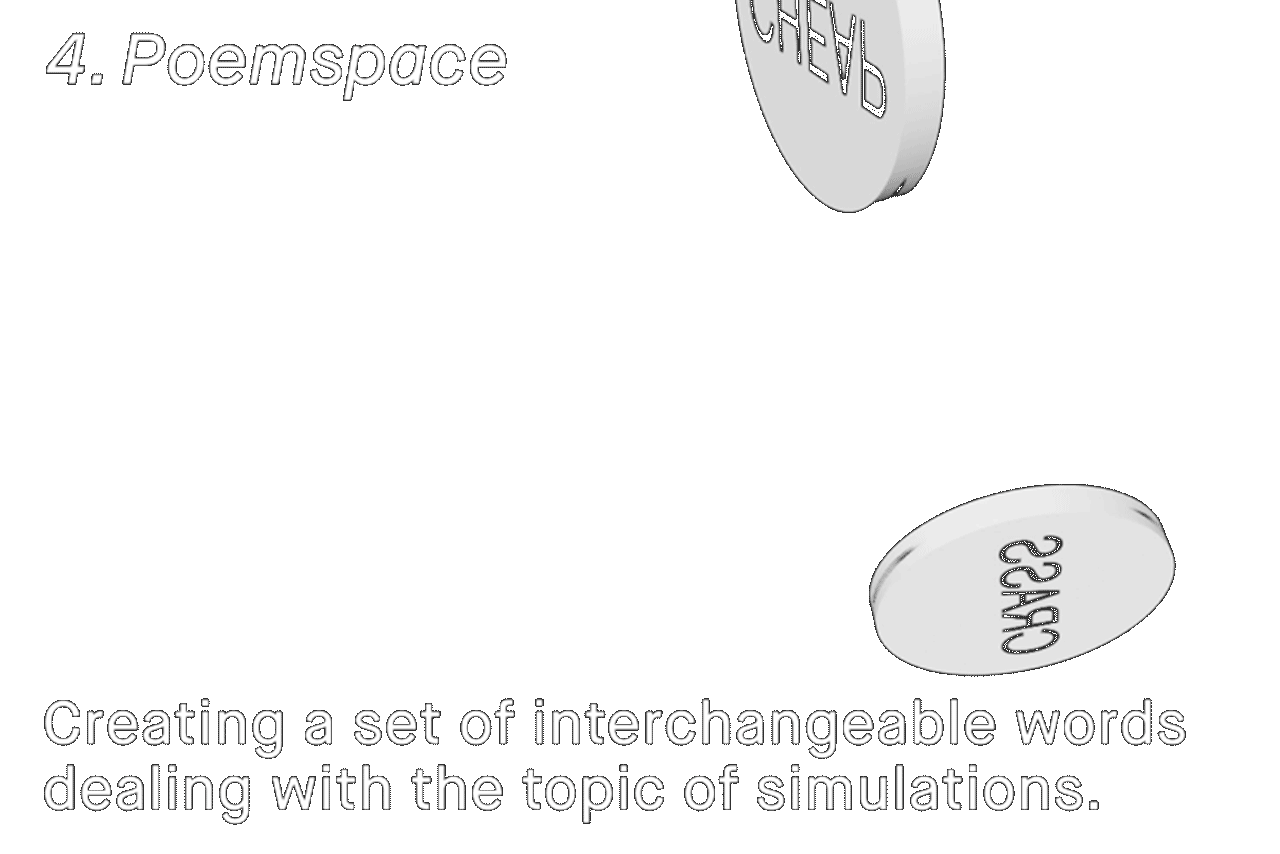 4. Poemspace
CHEAP
CRASS
Creating a set of interchangeable words
dealing with the topic of simulations.